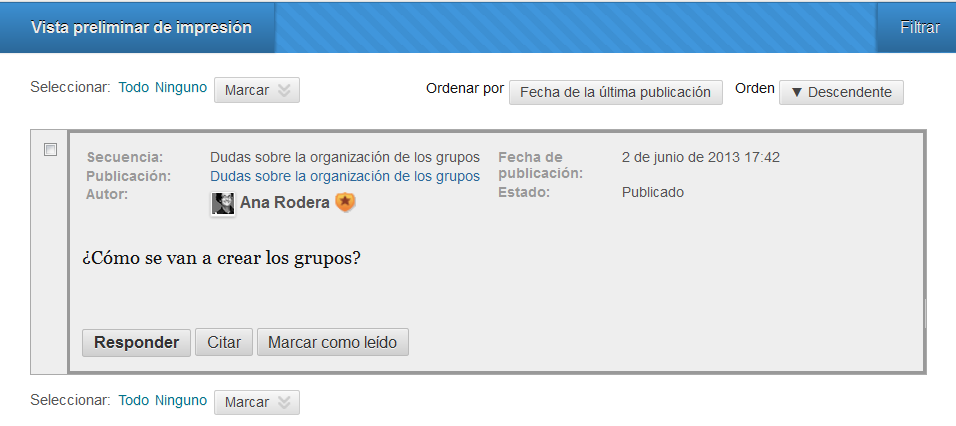 Vista preliminar de impresión Filtrar
Seleccionar: Todo Ninguno Marcar Ordenar por Fecha de la última publicación Orden ▼ Descendente
Secuencia: Dudas sobre la organización de los grupos Fecha de publicación: 2 de junio de 2013 17:42
Publicación: Dudas sobre la organización de los grupos
Autor: Ana Rodera Estado: Publicado
¿Cómo se van a crear los grupos?
Responder Citar Marcar como leído
Seleccionar: Todo Ninguno Marcar